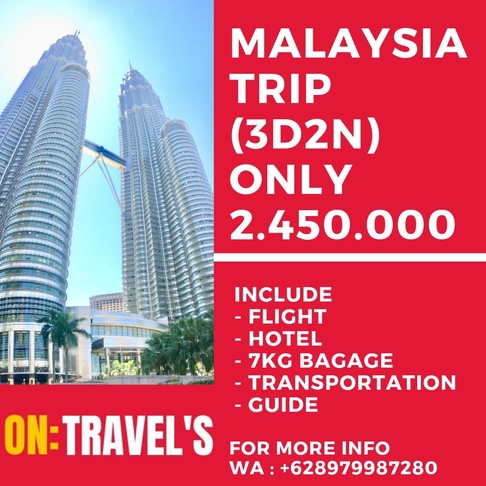 MALAYSIA
TRIP
(3D2N)
ONLY
2.450.000
INCLUDE
- FLIGHT
- HOTEL
- 7KG BAGAGE
- TRANSPORTATION
- GUIDE
ON:TRAVEL'S
FOR MORE INFO
WA : +628979987280